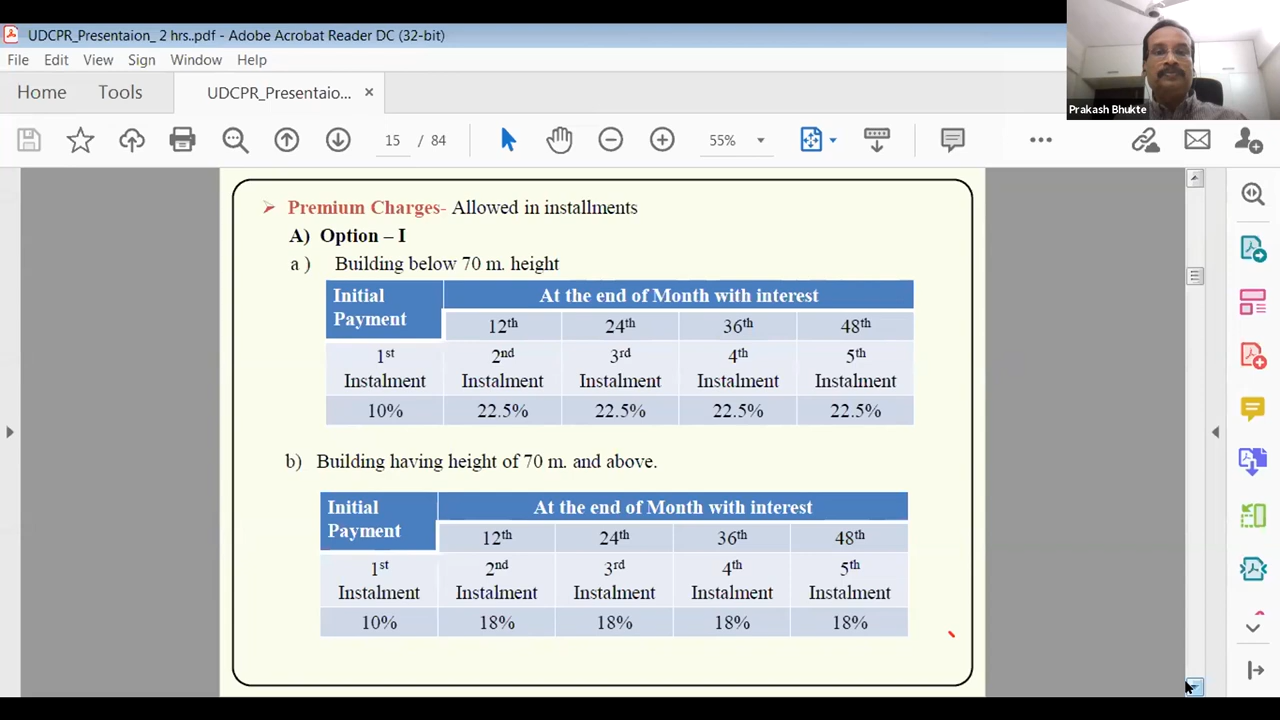 UDCPR_Presentaion_ 2 hrs..pdf - Adobe Acrobat Reader DC (32-bit)
File Edit View Sign Window Help
Home Tools UDCPR_Presentaio... ×
15 / 84 55%
Prakash Bhukte
Premium Charges- Allowed in installments
A) Option – I
a ) Building below 70 m. height
Initial Payment At the end of Month with interest
12th 24th 36th 48th
1st Instalment 2nd Instalment 3rd Instalment 4th Instalment 5th Instalment
10% 22.5% 22.5% 22.5% 22.5%
b) Building having height of 70 m. and above.
Initial Payment At the end of Month with interest
12th 24th 36th 48th
1st Instalment 2nd Instalment 3rd Instalment 4th Instalment 5th Instalment
10% 18% 18% 18% 18%